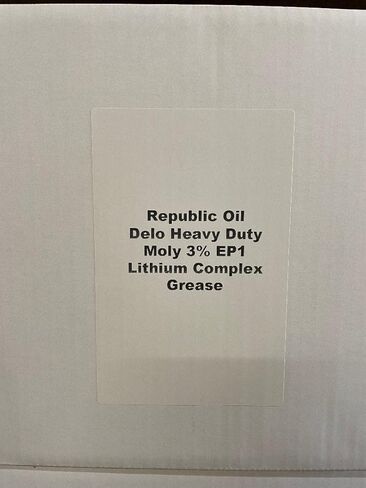 Republic Oil
Delo Heavy Duty
Moly 3% EP1
Lithium Complex
Grease